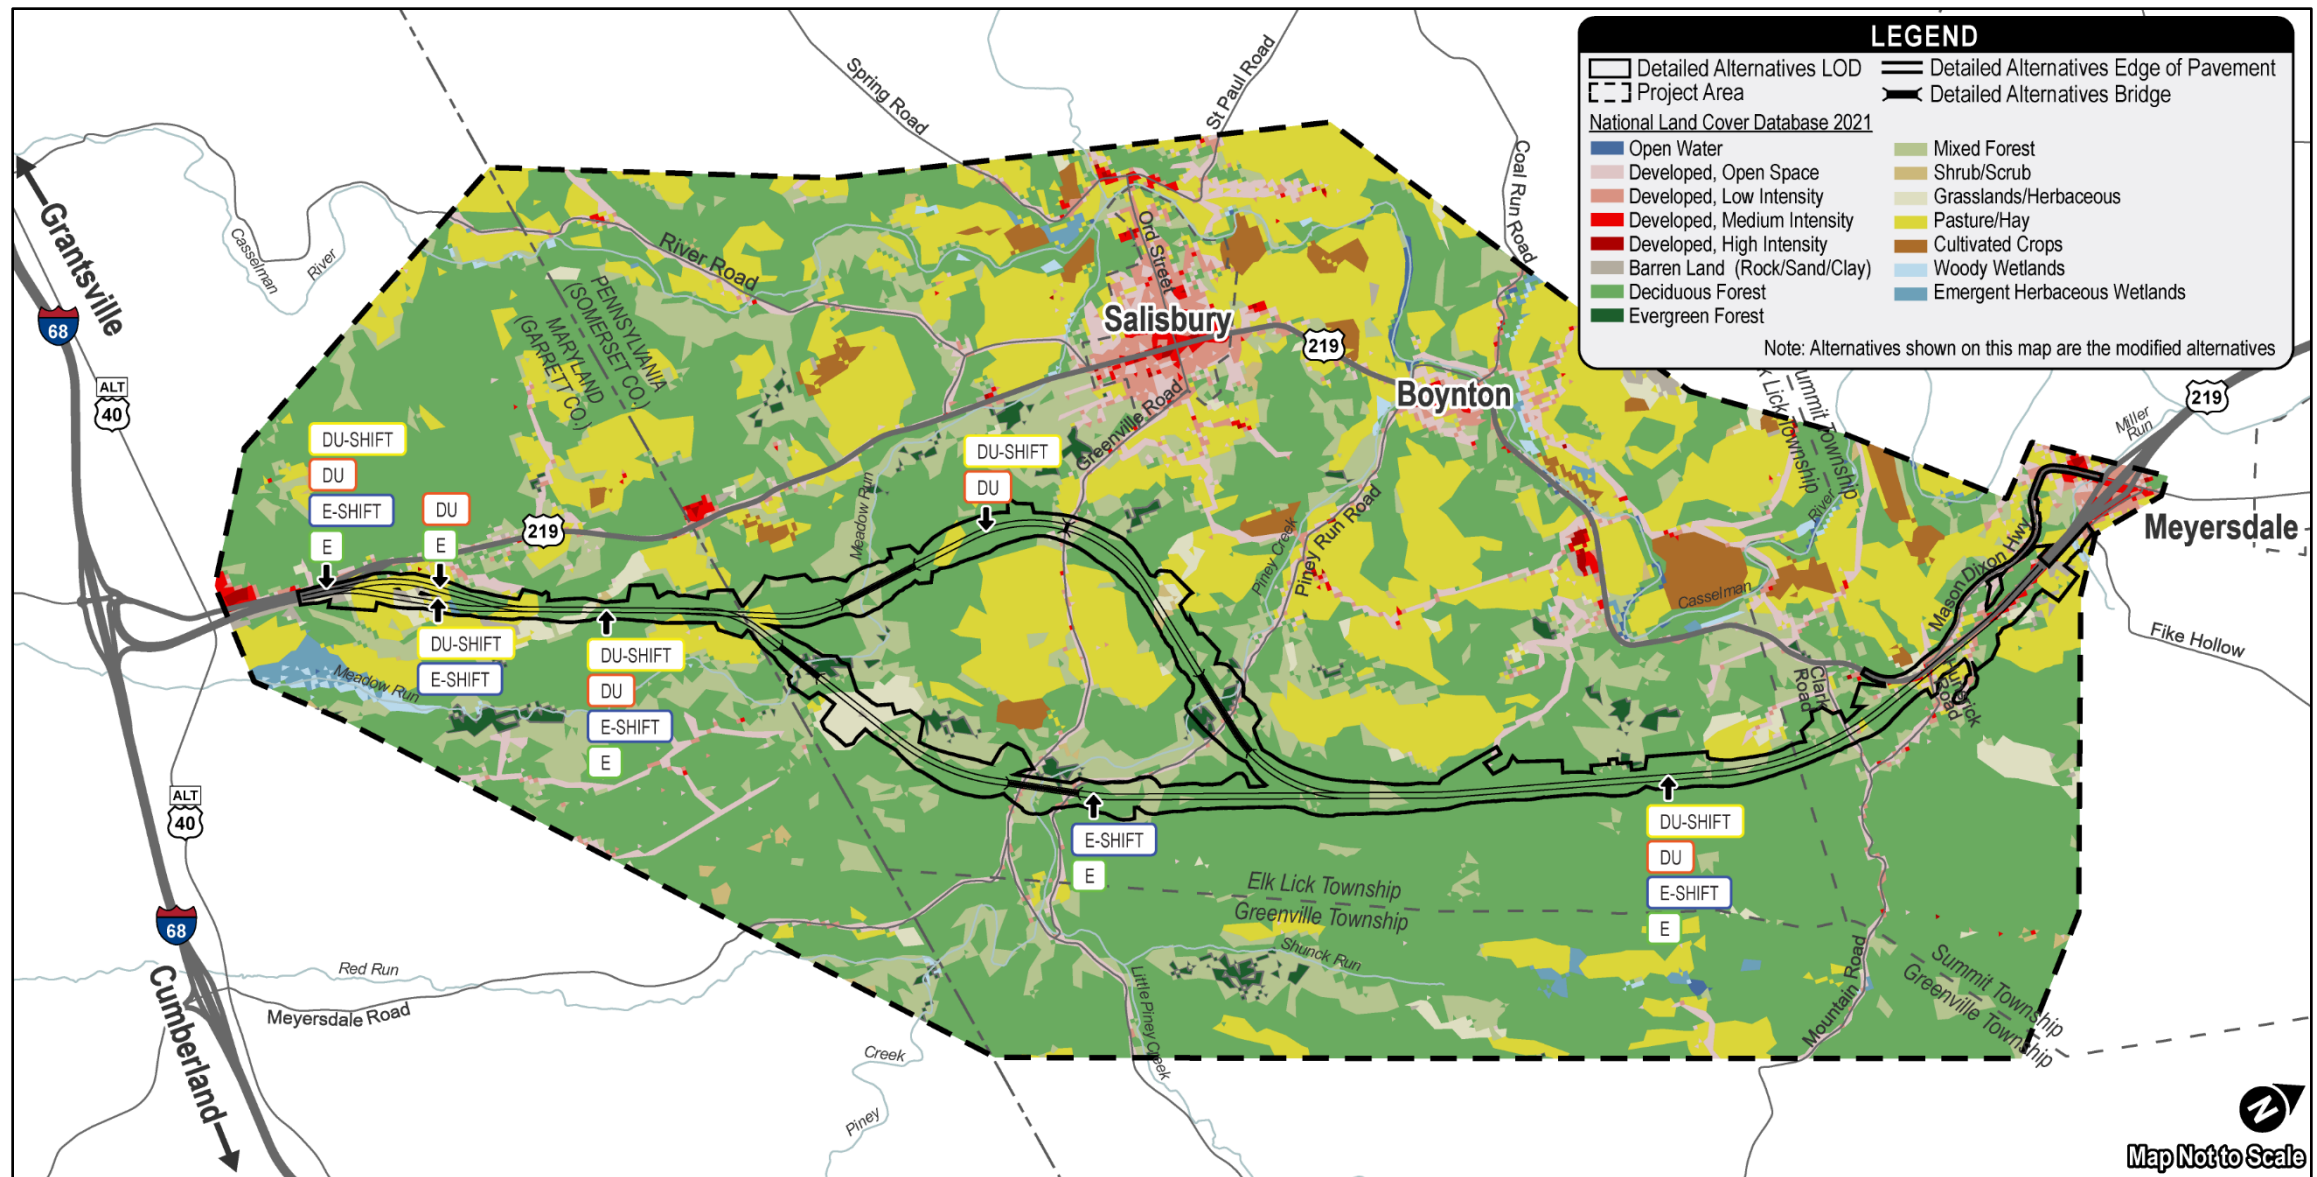 LEGEND
Detailed Alternatives LOD
Detailed Alternatives Edge of Pavement
Project Area
Detailed Alternatives Bridge
National Land Cover Database 2021
Open Water
Developed, Open Space
Developed, Low Intensity
Developed, Medium Intensity
Developed, High Intensity
Barren Land (Rock/Sand/Clay)
Deciduous Forest
Evergreen Forest
Mixed Forest
Shrub/Scrub
Grasslands/Herbaceous
Pasture/Hay
Cultivated Crops
Woody Wetlands
Emergent Herbaceous Wetlands
Note: Alternatives shown on this map are the modified alternatives
Spring Road
St Paul Road
Coal Run Road
Grantsville
Casselman
River
68
ALT
40
River Road
PENNSYLVANIA
(SOMERSET CO.)
MARYLAND
(GARRETT CO.)
Ord Street
Salisbury
219
Boynton
Greenville Road
Summit Township
Miller
Run
219
Meyersdale
Mason Dixon Hwy
Fike Hollow
River
Casselman
Clark
Road
Road
DU-SHIFT
DU
E-SHIFT
E
DU
E
219
DU-SHIFT
E-SHIFT
DU-SHIFT
DU
E-SHIFT
E
Meadow Run
Meadow Run
DU-SHIFT
DU
Piney Creek
Piney Run Road
E-SHIFT
E
DU-SHIFT
DU
E-SHIFT
E
Elk Lick Township
Greenville Township
Shunck Run
Little Piney Creek
Mountain Road
Summit Township
Greenville Township
ALT
40
68
Cumberland
Red Run
Meyersdale Road
Creek
Piney
N
Map Not to Scale